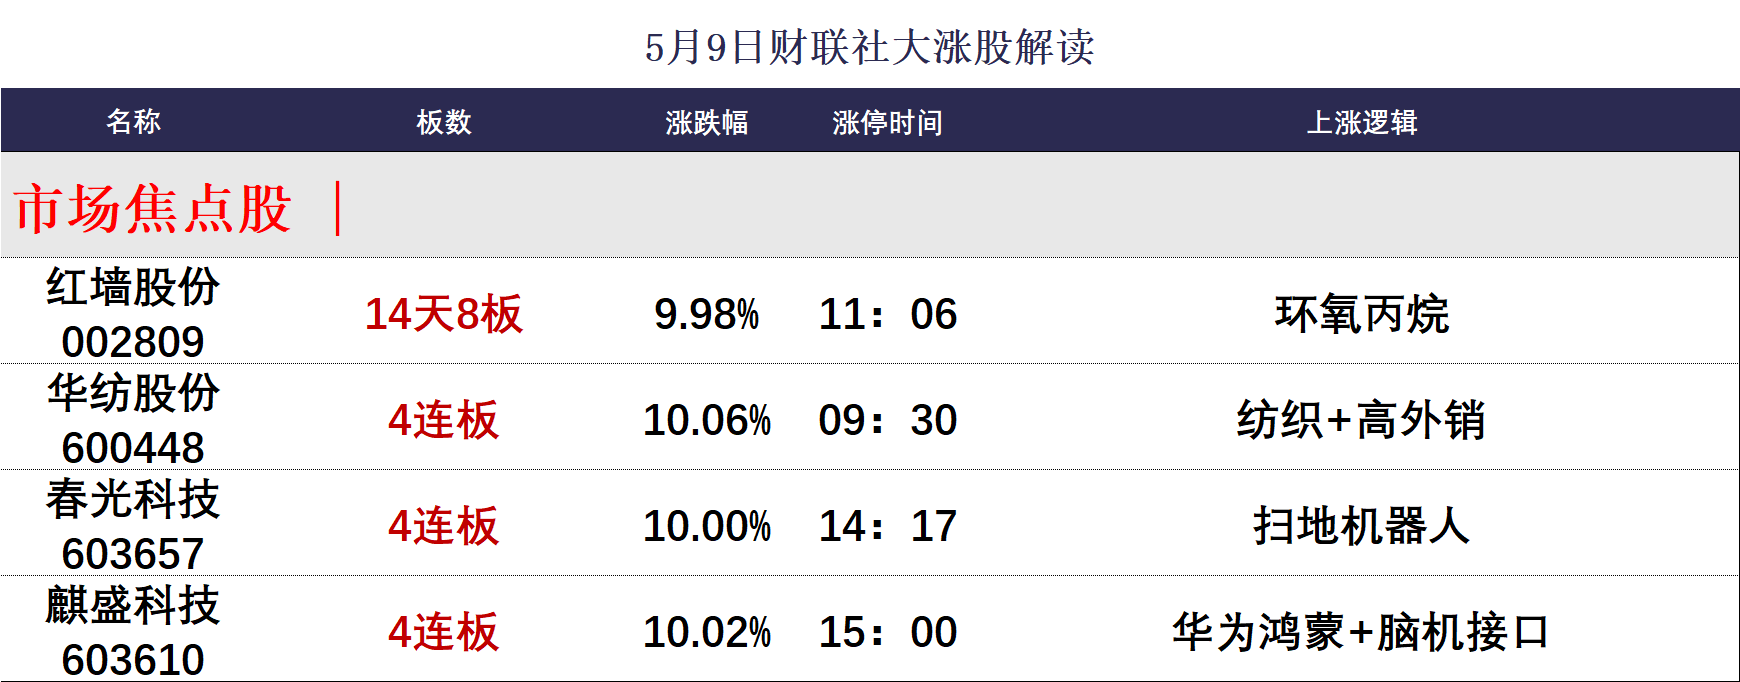 5月9日财联社大涨股解读
名称 板数 涨跌幅 涨停时间 上涨逻辑
市场焦点股 ｜
红墙股份
002809 14天8板 9.98% 11：06 环氧丙烷
华纺股份
600448 4连板 10.06% 09：30 纺织+高外销
春光科技
603657 4连板 10.00% 14：17 扫地机器人
麒盛科技
603610 4连板 10.02% 15：00 华为鸿蒙+脑机接口